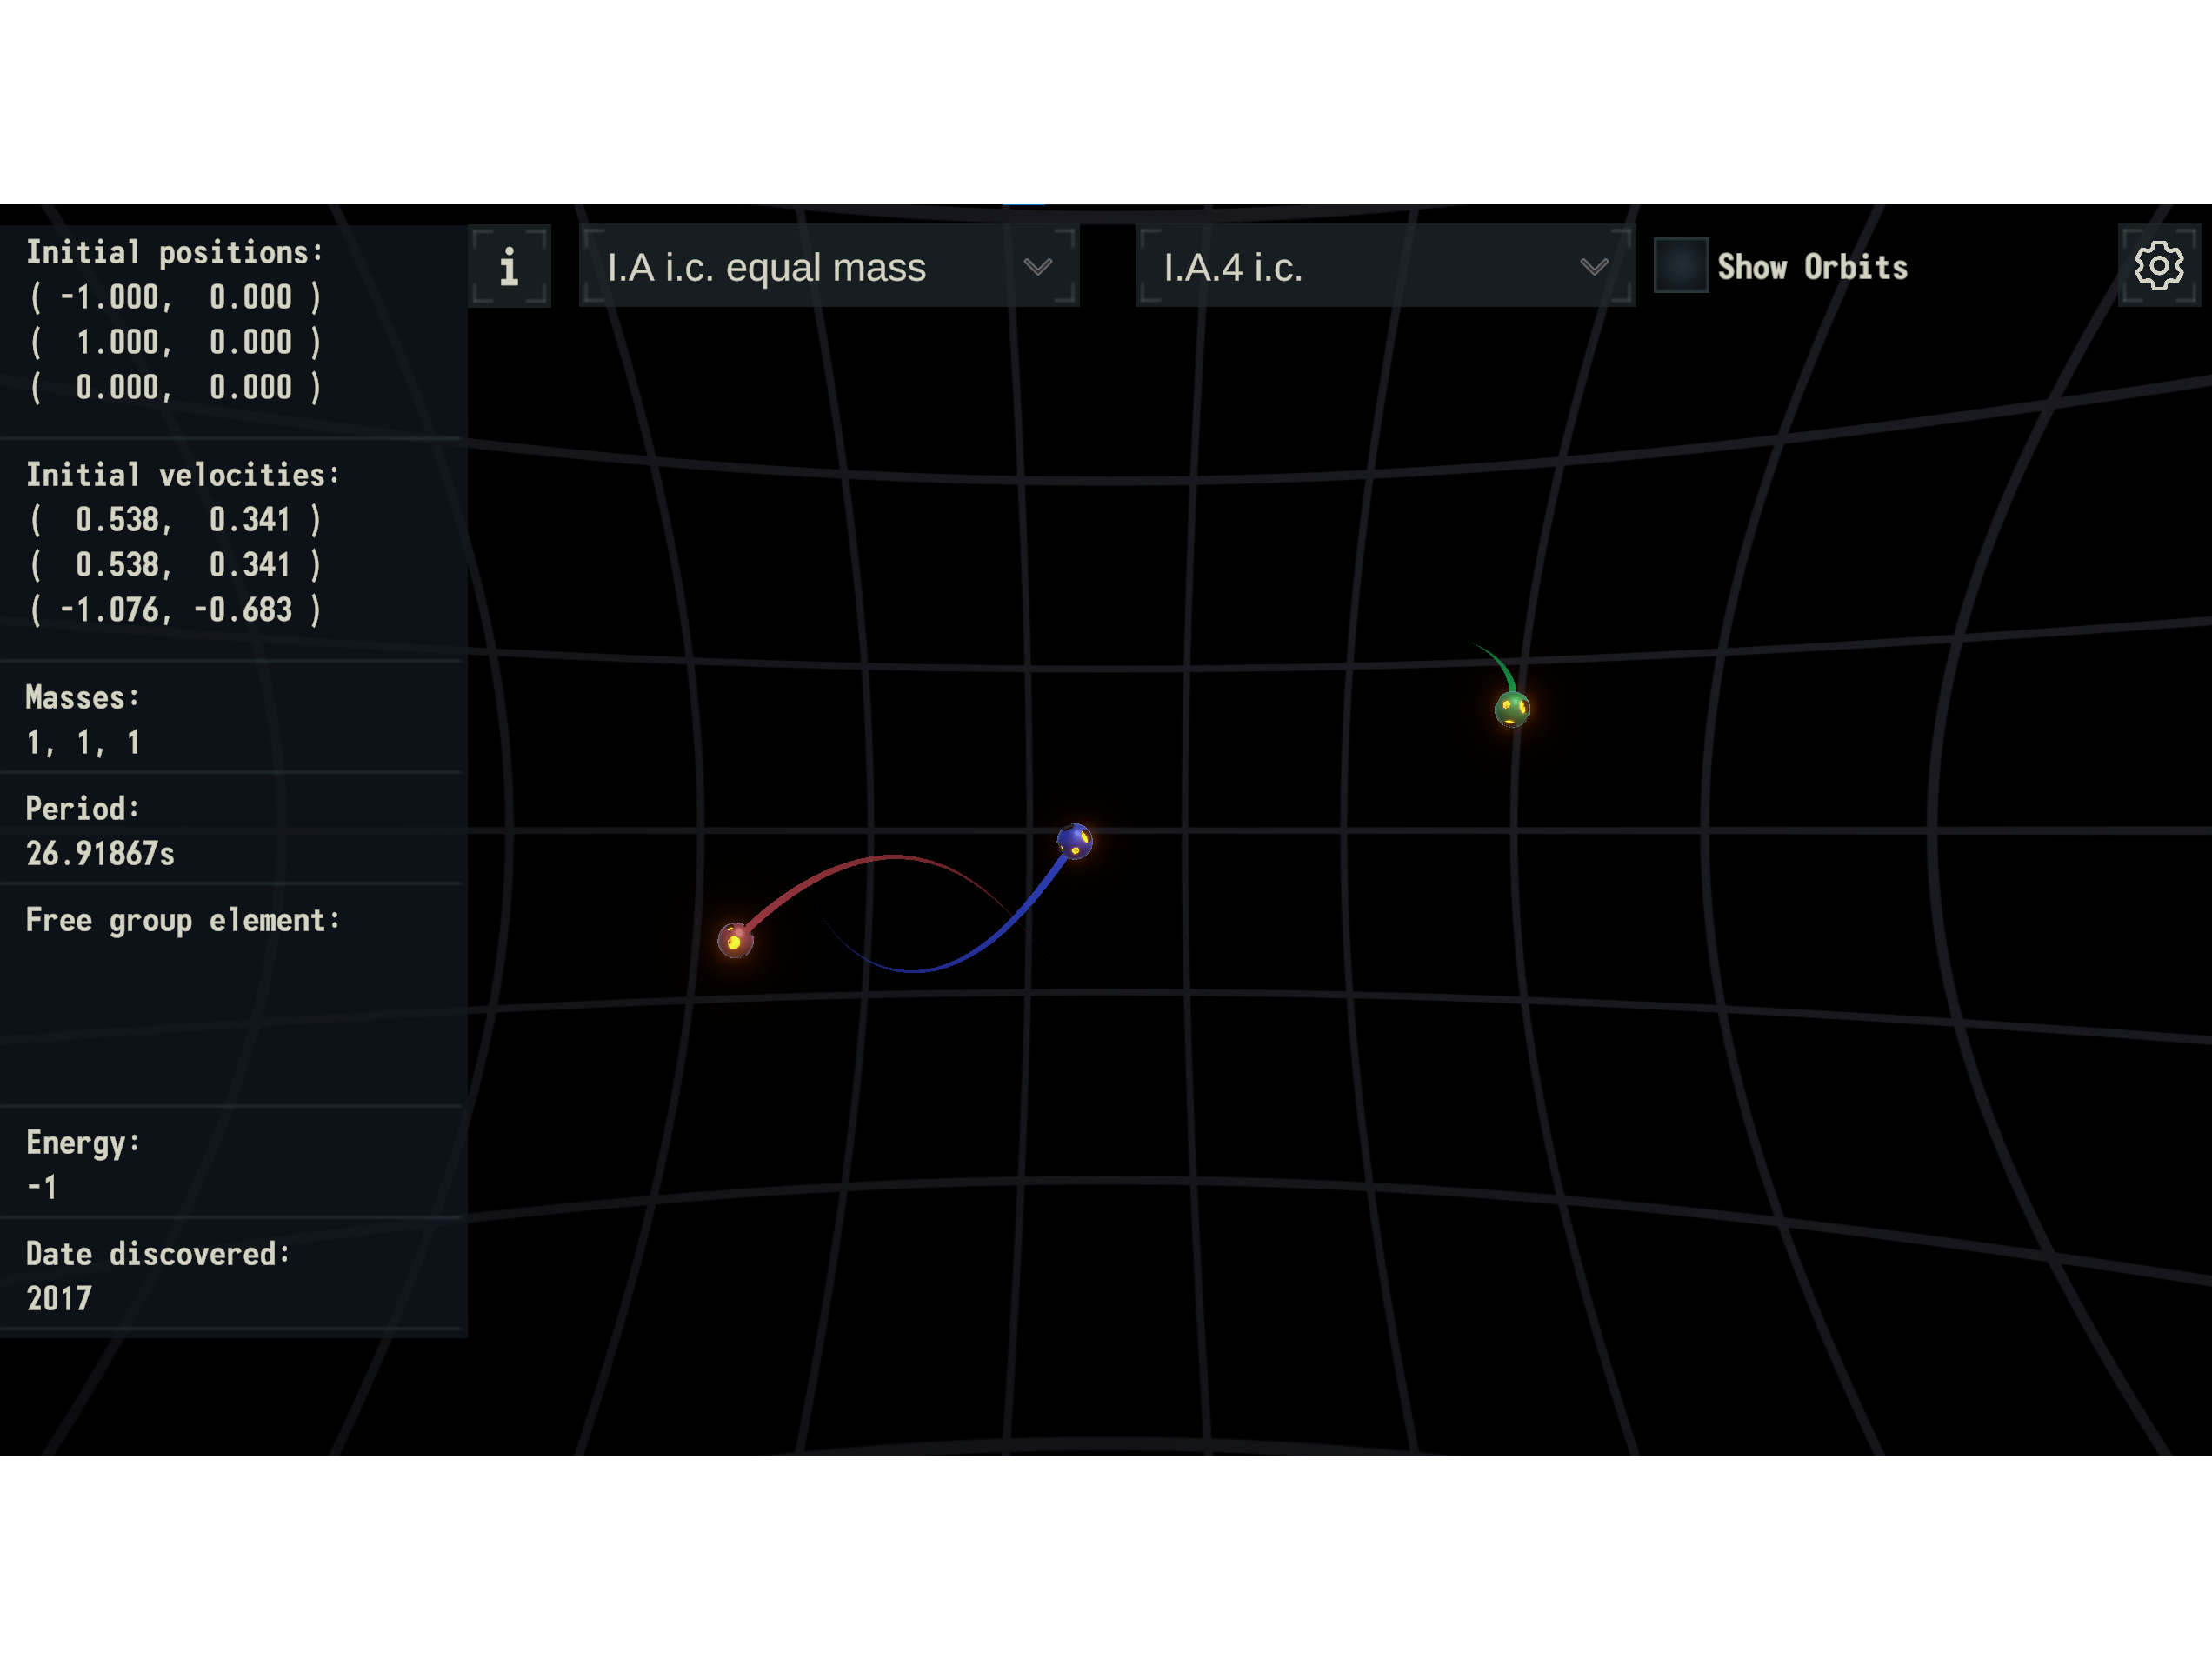 Initial positions:
( -1.000, 0.000 )
( 1.000, 0.000 )
( 0.000, 0.000 )
Initial velocities:
( 0.538, 0.341 )
( 0.538, 0.341 )
( -1.076, -0.683 )
Masses:
1, 1, 1
Period:
26.91867s
Free group element:
Energy:
-1
Date discovered:
2017
i
I.A i.c. equal mass
I.A.4 i.c.
Show Orbits